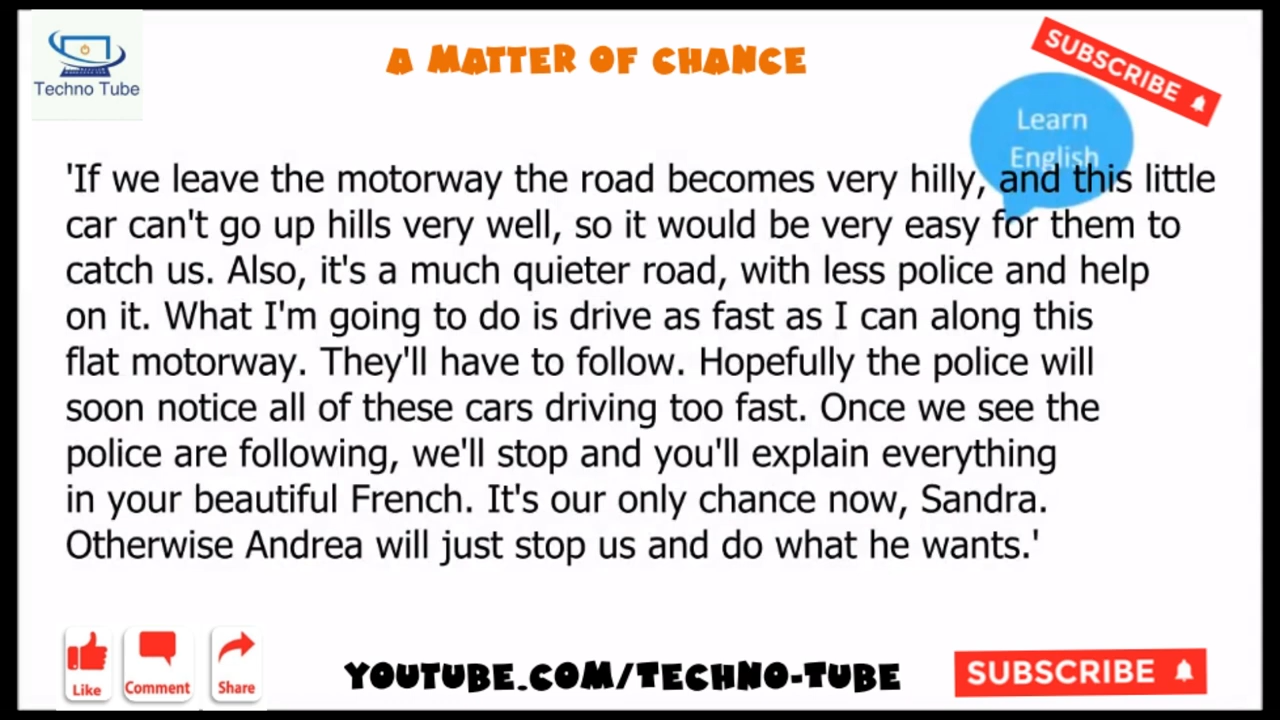 Techno Tube
A MATTER OF CHANCE
SUBSCRIBE
Learn
English
'If we leave the motorway the road becomes very hilly, and this little
car can't go up hills very well, so it would be very easy for them to
catch us. Also, it's a much quieter road, with less police and help
on it. What I'm going to do is drive as fast as I can along this
flat motorway. They'll have to follow. Hopefully the police will
soon notice all of these cars driving too fast. Once we see the
police are following, we'll stop and you'll explain everything
in your beautiful French. It's our only chance now, Sandra.
Otherwise Andrea will just stop us and do what he wants.'
Like
Comment
Share
YOUTUBE.COM/TECHNO-TUBE
SUBSCRIBE